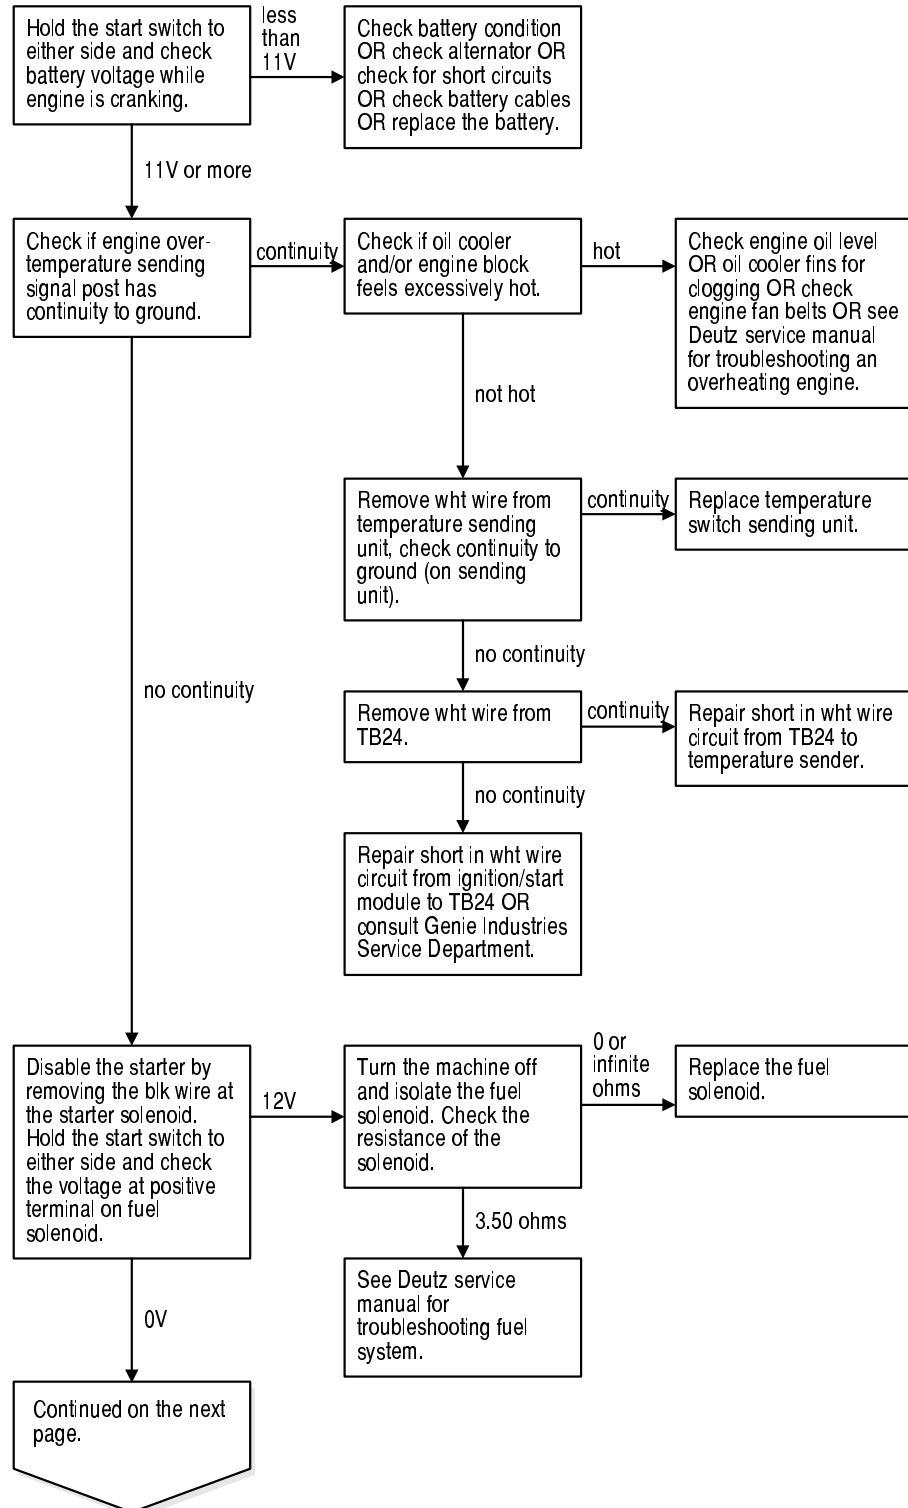 Hold the start switch to
either side and check
battery voltage while
engine is cranking.
less
than
11V
Check battery condition
OR check alternator OR
check for short circuits
OR check battery cables
OR replace the battery.
11V or more
Check if engine over-
temperature sending
signal post has
continuity to ground.
continuity
Check if oil cooler
and/or engine block
feels excessively hot.
hot
Check engine oil level
OR oil cooler fins for
clogging OR check
engine fan belts OR see
Deutz service manual
for troubleshooting an
overheating engine.
not hot
Remove wht wire from
temperature sending
unit, check continuity to
ground (on sending
unit).
continuity
Replace temperature
switch sending unit.
no continuity
no continuity
Remove wht wire from
TB24.
continuity
Repair short in wht wire
circuit from TB24 to
temperature sender.
no continuity
Repair short in wht wire
circuit from ignition/start
module to TB24 OR
consult Genie Industries
Service Department.
Disable the starter by
removing the blk wire at
the starter solenoid.
Hold the start switch to
either side and check
the voltage at positive
terminal on fuel
solenoid.
12V
Turn the machine off
and isolate the fuel
solenoid. Check the
resistance of the
solenoid.
0 or
infinite
ohms
Replace the fuel
solenoid.
3.50 ohms
See Deutz service
manual for
troubleshooting fuel
system.
0V
Continued on the next
page.